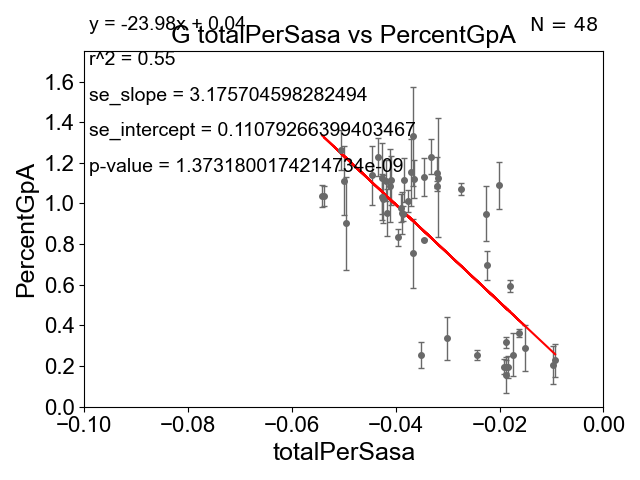 y = -23.98x + 0.04
N = 48
G totalPerSasa vs PercentGpA
r^2 = 0.55
se_slope = 3.175704598282494
se_intercept = 0.11079266399403467
p-value = 1.3731800174214734e-09
PercentGpA
1.6
1.4
1.2
1.0
0.8
0.6
0.4
0.2
0.0
−0.10
−0.08
−0.06
−0.04
−0.02
0.00
totalPerSasa